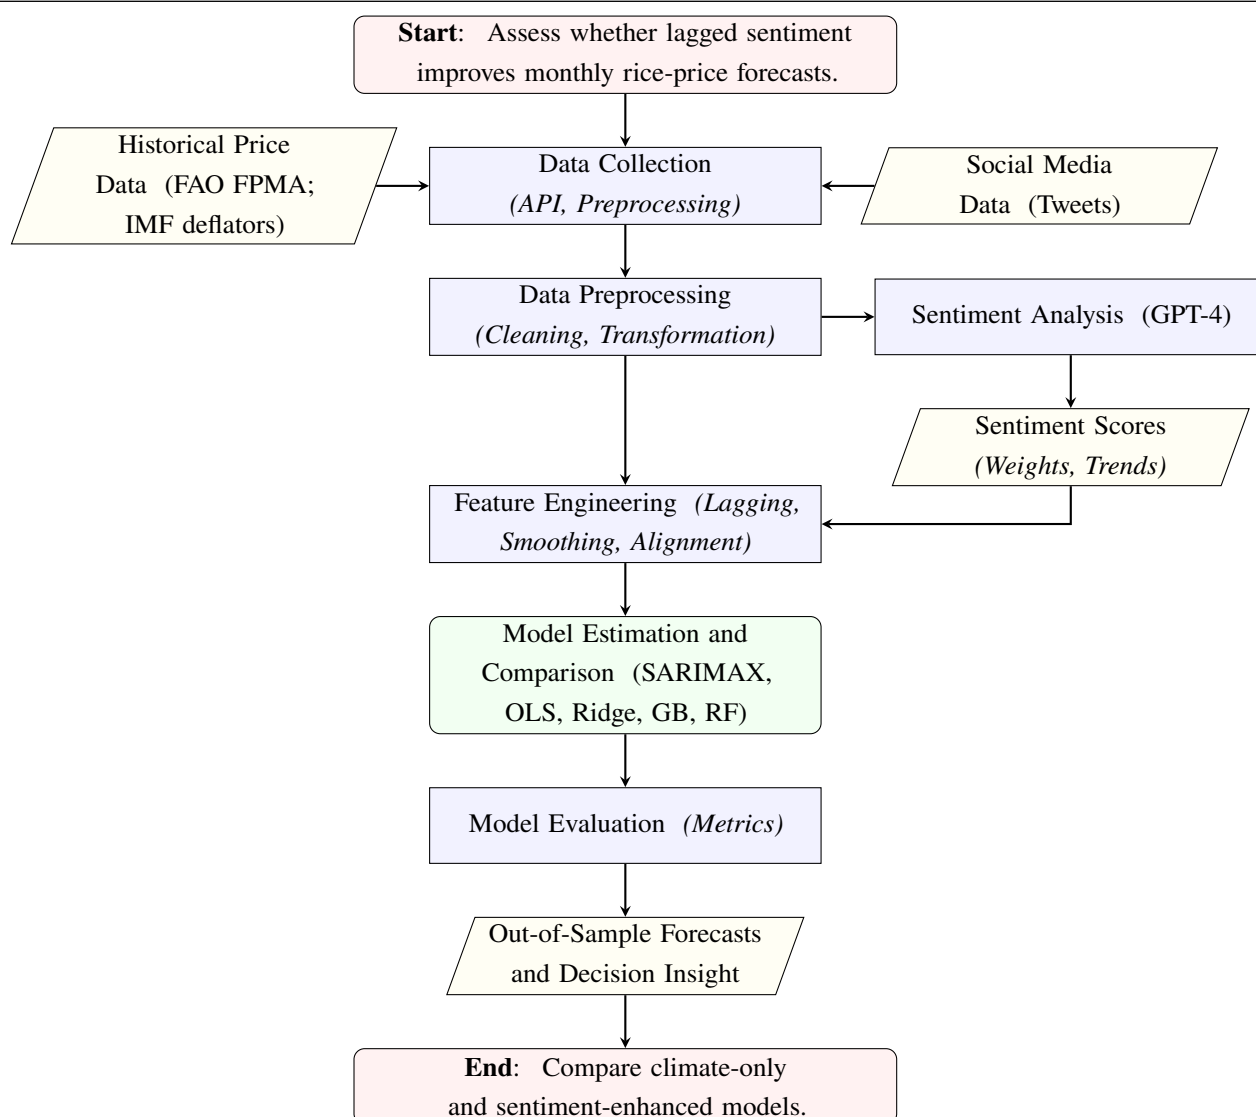 Start: Assess whether lagged sentiment
improves monthly rice-price forecasts.
Historical Price
Data (FAO FPMA;
IMF deflators)
Data Collection
(API, Preprocessing)
Social Media
Data (Tweets)
Data Preprocessing
(Cleaning, Transformation)
Sentiment Analysis (GPT-4)
Sentiment Scores
(Weights, Trends)
Feature Engineering (Lagging,
Smoothing, Alignment)
Model Estimation and
Comparison (SARIMAX,
OLS, Ridge, GB, RF)
Model Evaluation (Metrics)
Out-of-Sample Forecasts
and Decision Insight
End: Compare climate-only
and sentiment-enhanced models.